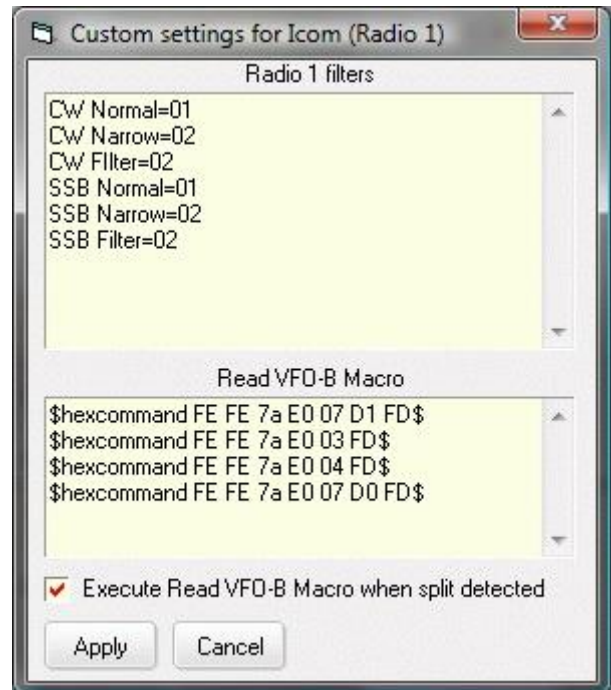 Custom settings for Icom (Radio 1)
Radio 1 filters
CW Normal=01
CW Narrow=02
CW FIlter=02
SSB Normal=01
SSB Narrow=02
SSB Filter=02
Read VFO-B Macro
$hexcommand FE FE 7a E0 07 D1 FD$
$hexcommand FE FE 7a E0 03 FD$
$hexcommand FE FE 7a E0 04 FD$
$hexcommand FE FE 7a E0 07 D0 FD$
Execute Read VFO-B Macro when split detected
Apply Cancel